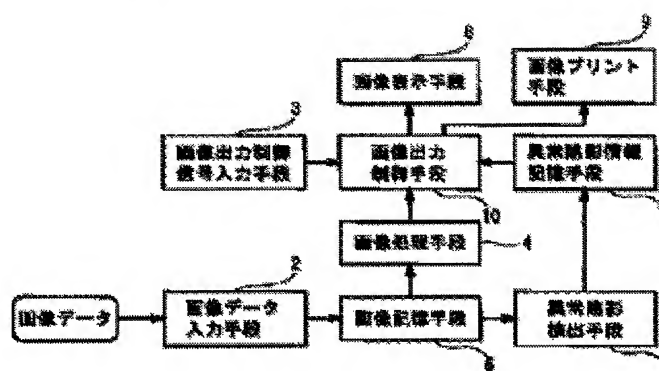 8
9
画像表示手段
画像プリント
手段
3
画像出力制御
信号入力手段
画像出力
制御手段
異常陰影情報
記憶手段
10
画像処理手段
4
2
画像データ
画像データ
入力手段
画像記憶手段
異常陰影
検出手段